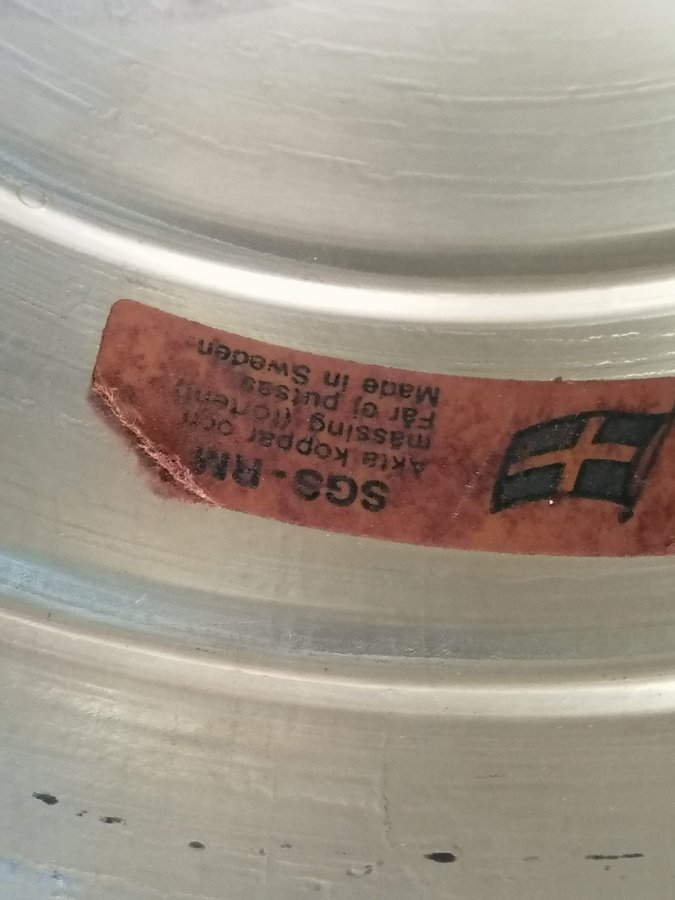 SGS-RM
Äkta koppar och
mässing (förtent)
Får ej putsas
Made in Sweden